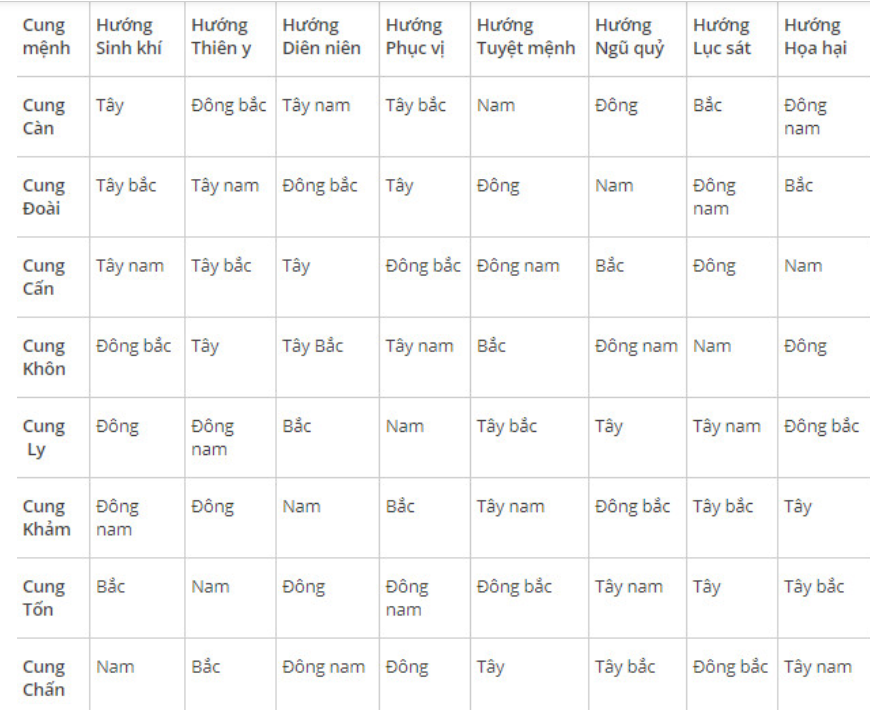 Cung Hướng Hướng Hướng Hướng Hướng Hướng Hướng Hướng
mệnh Sinh khí Thiên y Diên niên Phục vị Tuyệt mệnh Ngũ quỷ Lục sát Họa hại
Cung Tây Đông bắc Tây nam Tây bắc Nam Đông Bắc Đông
Càn nam
Cung Tây bắc Tây nam Đông bắc Tây Đông Nam Đông Bắc
Đoài nam
Cung Tây nam Tây bắc Tây Đông bắc Đông nam Bắc Đông Nam
Cấn
Cung Đông bắc Tây Tây Bắc Tây nam Bắc Đông nam Nam Đông
Khôn
Cung Đông Đông Bắc Nam Tây bắc Tây Tây nam Đông bắc
Ly nam
Cung Đông Đông Nam Bắc Tây nam Đông bắc Tây bắc Tây
Khảm nam
Cung Bắc Nam Đông Đông Đông bắc Tây nam Tây Tây bắc
Tốn nam
Cung Nam Bắc Đông nam Đông Tây Tây bắc Đông bắc Tây nam
Chấn